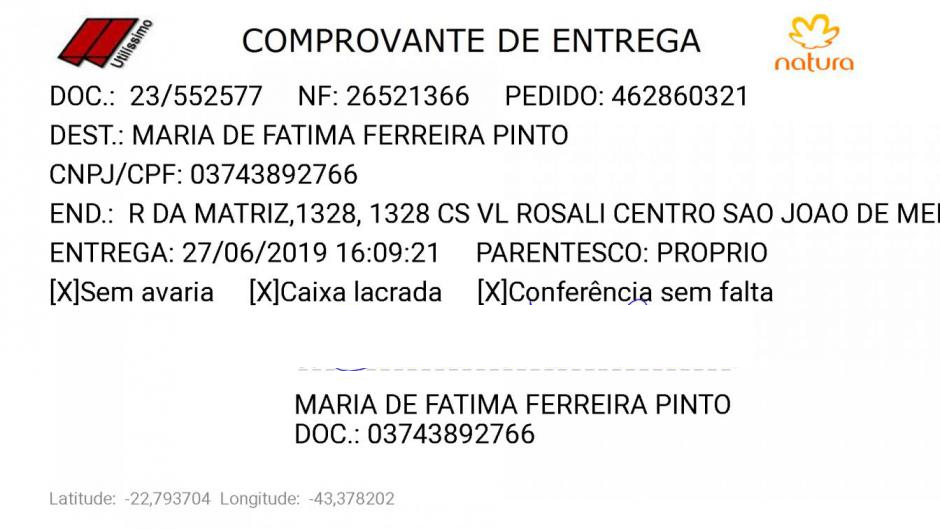 Utilíssimo
COMPROVANTE DE ENTREGA
natura
DOC.: 23/552577 NF: 26521366 PEDIDO: 462860321
DEST.: MARIA DE FATIMA FERREIRA PINTO
CNPJ/CPF: 03743892766
END.: R DA MATRIZ,1328, 1328 CS VL ROSALI CENTRO SAO JOAO DE MEI
ENTREGA: 27/06/2019 16:09:21 PARENTESCO: PROPRIO
[X]Sem avaria [X]Caixa lacrada [X]Conferência sem falta
MARIA DE FATIMA FERREIRA PINTO
DOC.: 03743892766
Latitude: -22,793704 Longitude: -43,378202